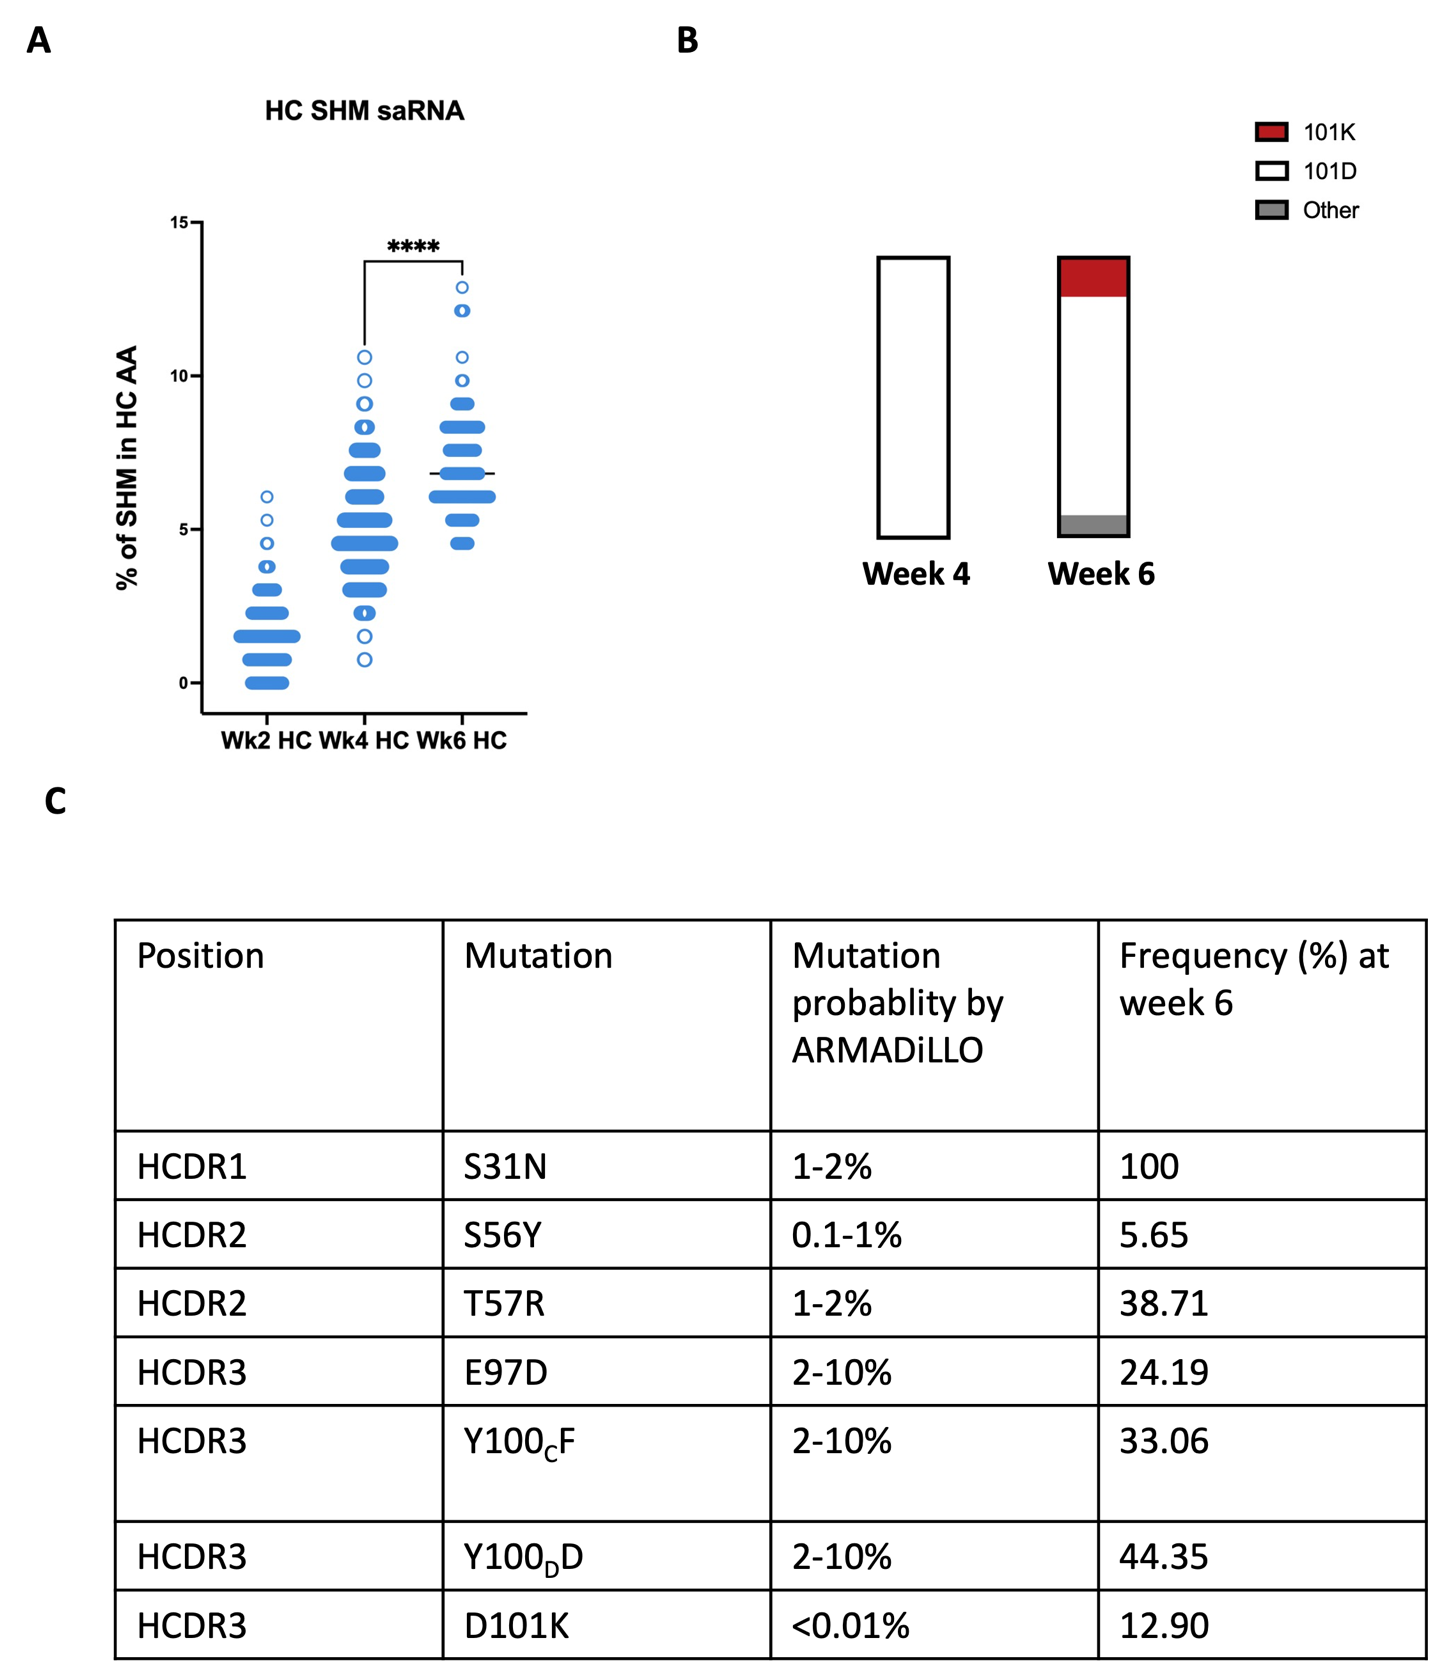 A
B
HC SHM saRNA
101K
101D
Other
15
10
5
0
****
% of SHM in HC AA
Wk2 HC Wk4 HC Wk6 HC
Week 4 Week 6
C
Position Mutation Mutation probablity by ARMADiLLO Frequency (%) at week 6
HCDR1 S31N 1-2% 100
HCDR2 S56Y 0.1-1% 5.65
HCDR2 T57R 1-2% 38.71
HCDR3 E97D 2-10% 24.19
HCDR3 Y100CF 2-10% 33.06
HCDR3 Y100DD 2-10% 44.35
HCDR3 D101K <0.01% 12.90